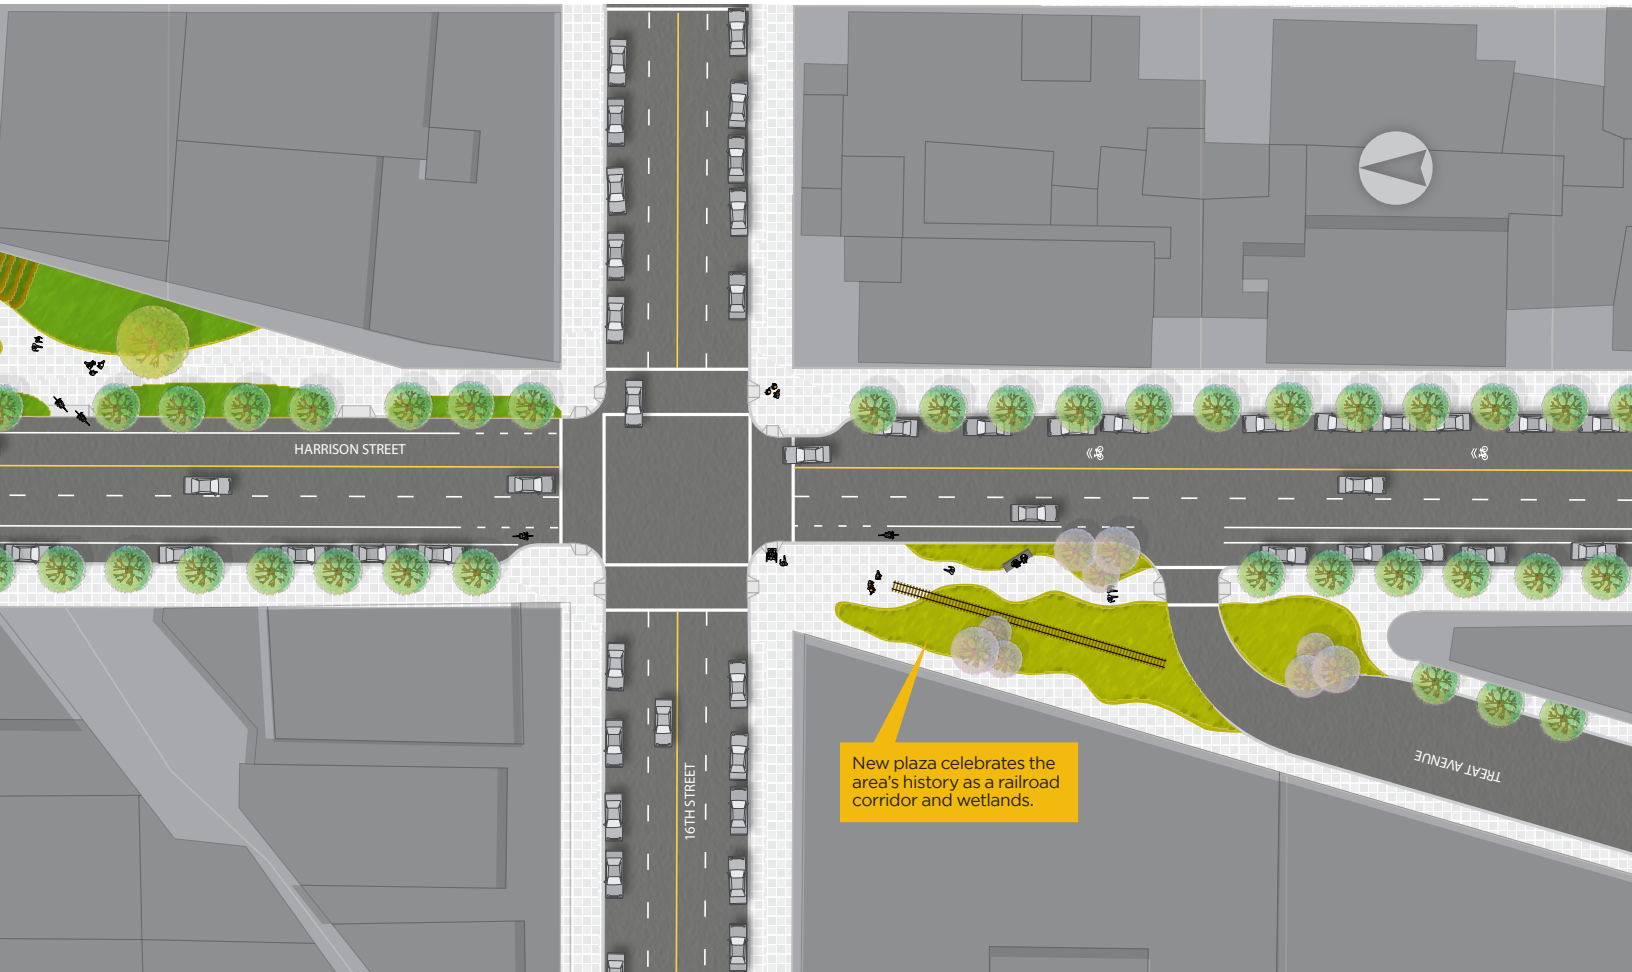 HARRISON STREET
New plaza celebrates the
area's history as a railroad
corridor and wetlands.
16TH STREET
TREAT AVENUE